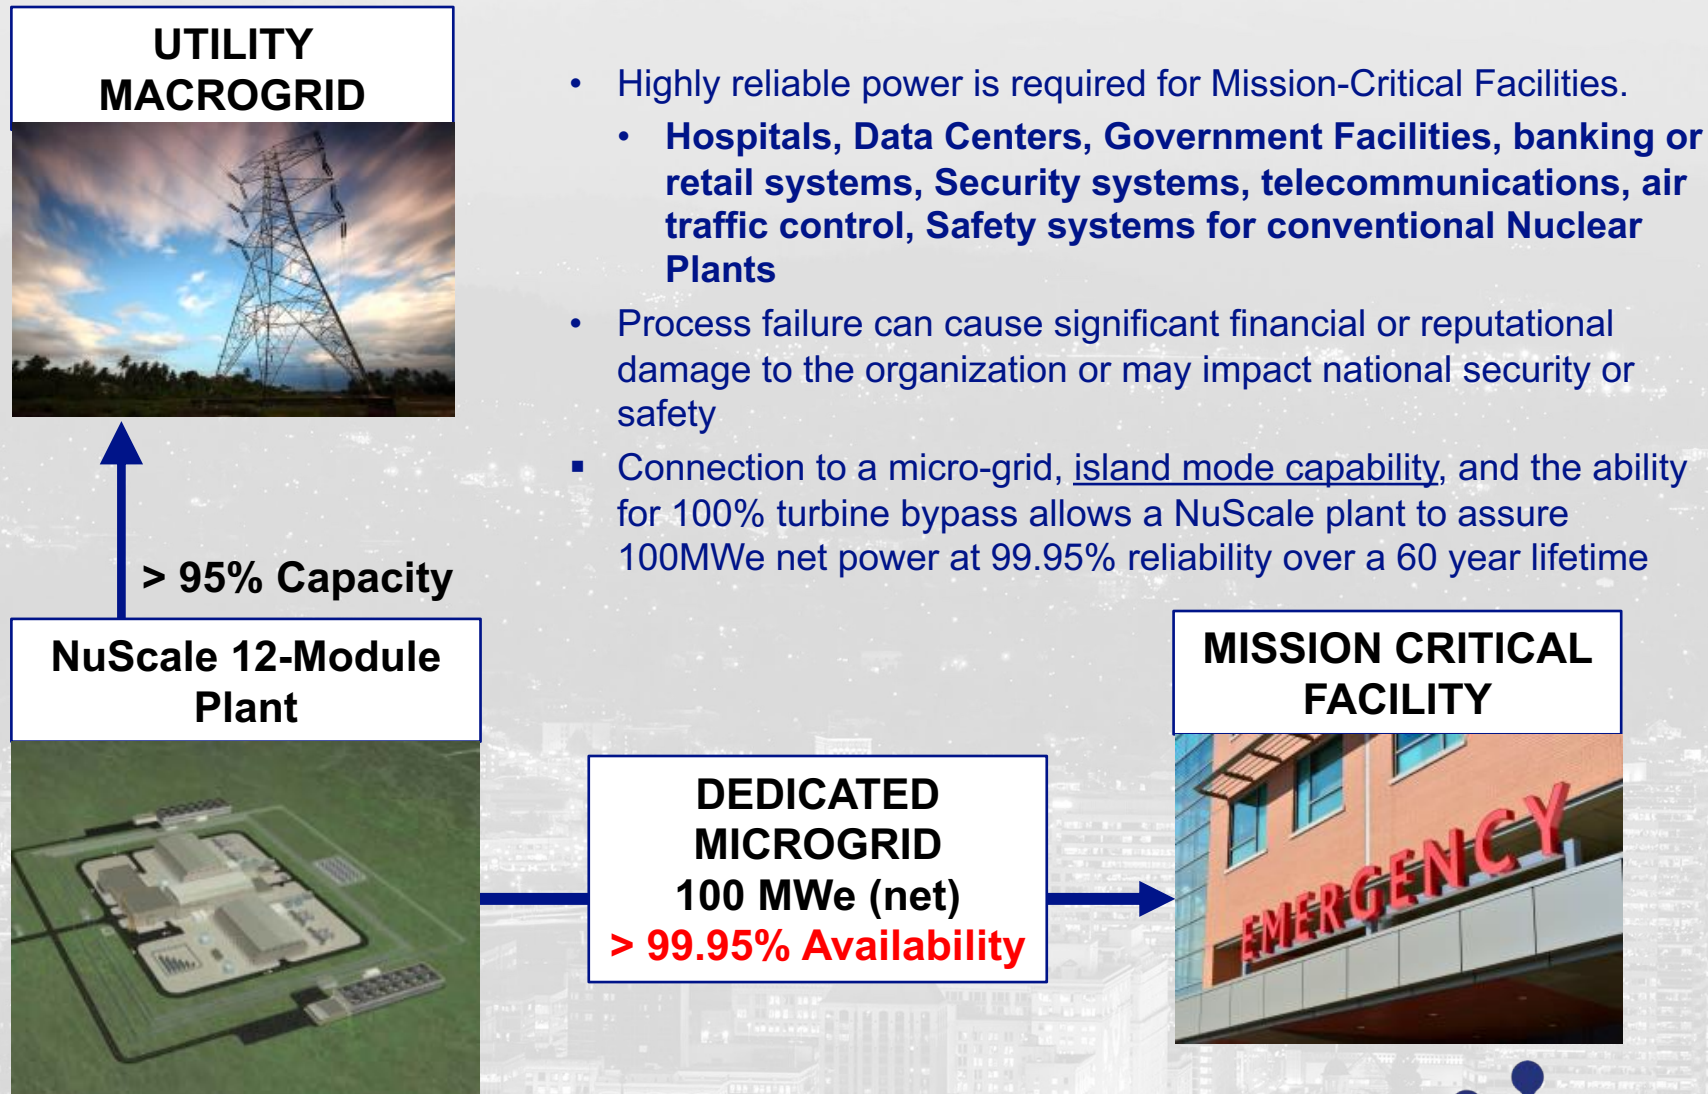 UTILITY
MACROGRID
• Highly reliable power is required for Mission-Critical Facilities.
• Hospitals, Data Centers, Government Facilities, banking or
retail systems, Security systems, telecommunications, air
traffic control, Safety systems for conventional Nuclear
Plants
• Process failure can cause significant financial or reputational
damage to the organization or may impact national security or
safety
▪ Connection to a micro-grid, island mode capability, and the ability
for 100% turbine bypass allows a NuScale plant to assure
100MWe net power at 99.95% reliability over a 60 year lifetime
> 95% Capacity
NuScale 12-Module
Plant
DEDICATED
MICROGRID
100 MWe (net)
> 99.95% Availability
MISSION CRITICAL
FACILITY
EMERGENCY